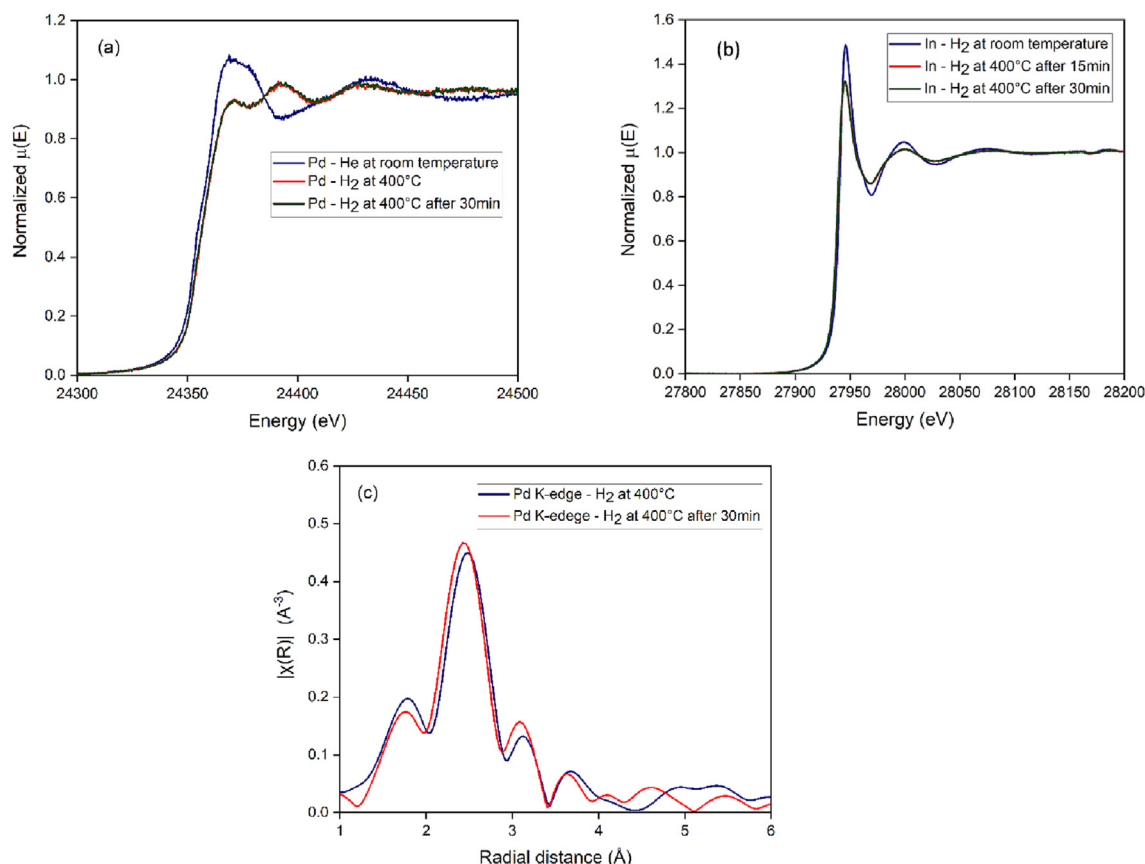 (a)
Normalized μ(E)
1.2
1.0
0.8
0.6
0.4
0.2
0.0
Pd - He at room temperature
Pd - H2 at 400°C
Pd - H2 at 400°C after 30min
24300 24350 24400 24450 24500
Energy (eV)
(b)
Normalized μ(E)
1.6
1.4
1.2
1.0
0.8
0.6
0.4
0.2
0.0
In - H2 at room temperature
In - H2 at 400°C after 15min
In - H2 at 400°C after 30min
27800 27850 27900 27950 28000 28050 28100 28150 28200
Energy (eV)
(c)
|χ(R)| (A-3)
0.6
0.5
0.4
0.3
0.2
0.1
0.0
Pd K-edge - H2 at 400°C
Pd K-edege - H2 at 400°C after 30min
1 2 3 4 5 6
Radial distance (Å)